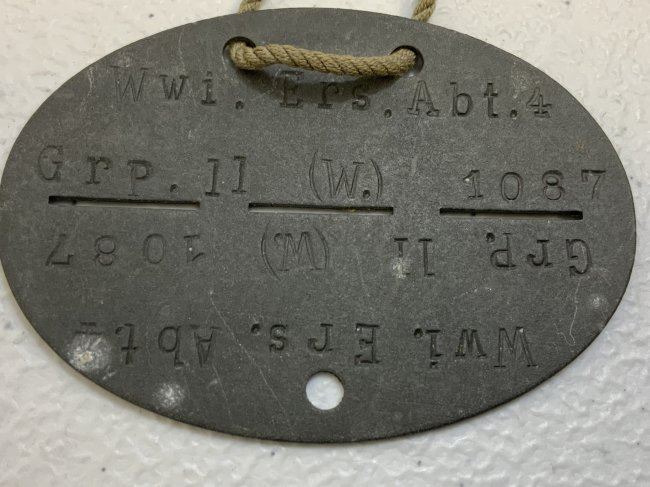 Wwi. Ers. Abt. 4
Grp. 11 (W.) 1087
Grp. 11 (W.) 1087
Wwi. Ers. Abt.